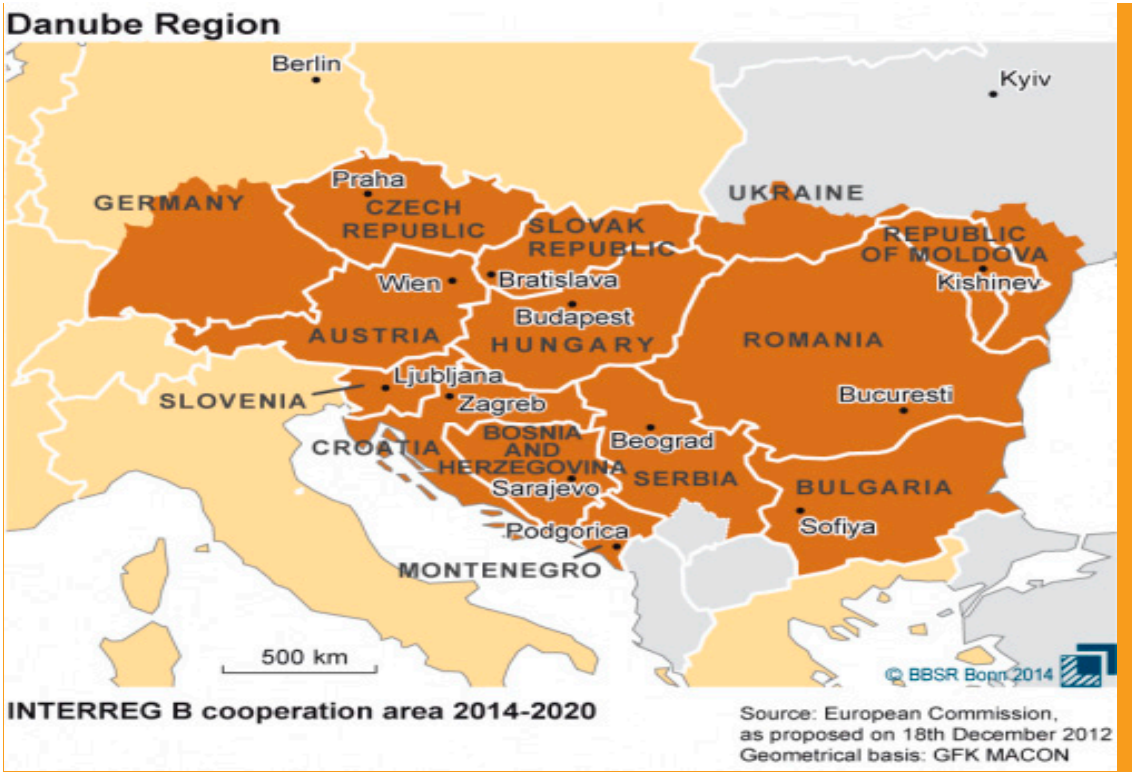 Danube Region
Berlin
Kyiv
Praha
GERMANY
UKRAINE
CZECH
REPUBLIC
SLOVAK
REPUBLIC
REPUBLIC
OF MOLDOVA
Wien
Bratislava
Kishinev
Budapest
AUSTRIA
HUNGARY
ROMANIA
Ljubljana
SLOVENIA
Zagreb
Bucuresti
CROATIA
BOSNIA
AND
HERZEGOVINA
Beograd
Sarajevo
SERBIA
BULGARIA
Podgorica
Sofiya
MONTENEGRO
500 km
© BBSR Bonn 2014
INTERREG B cooperation area 2014-2020
Source: European Commission,
as proposed on 18th December 2012
Geometrical basis: GFK MACON